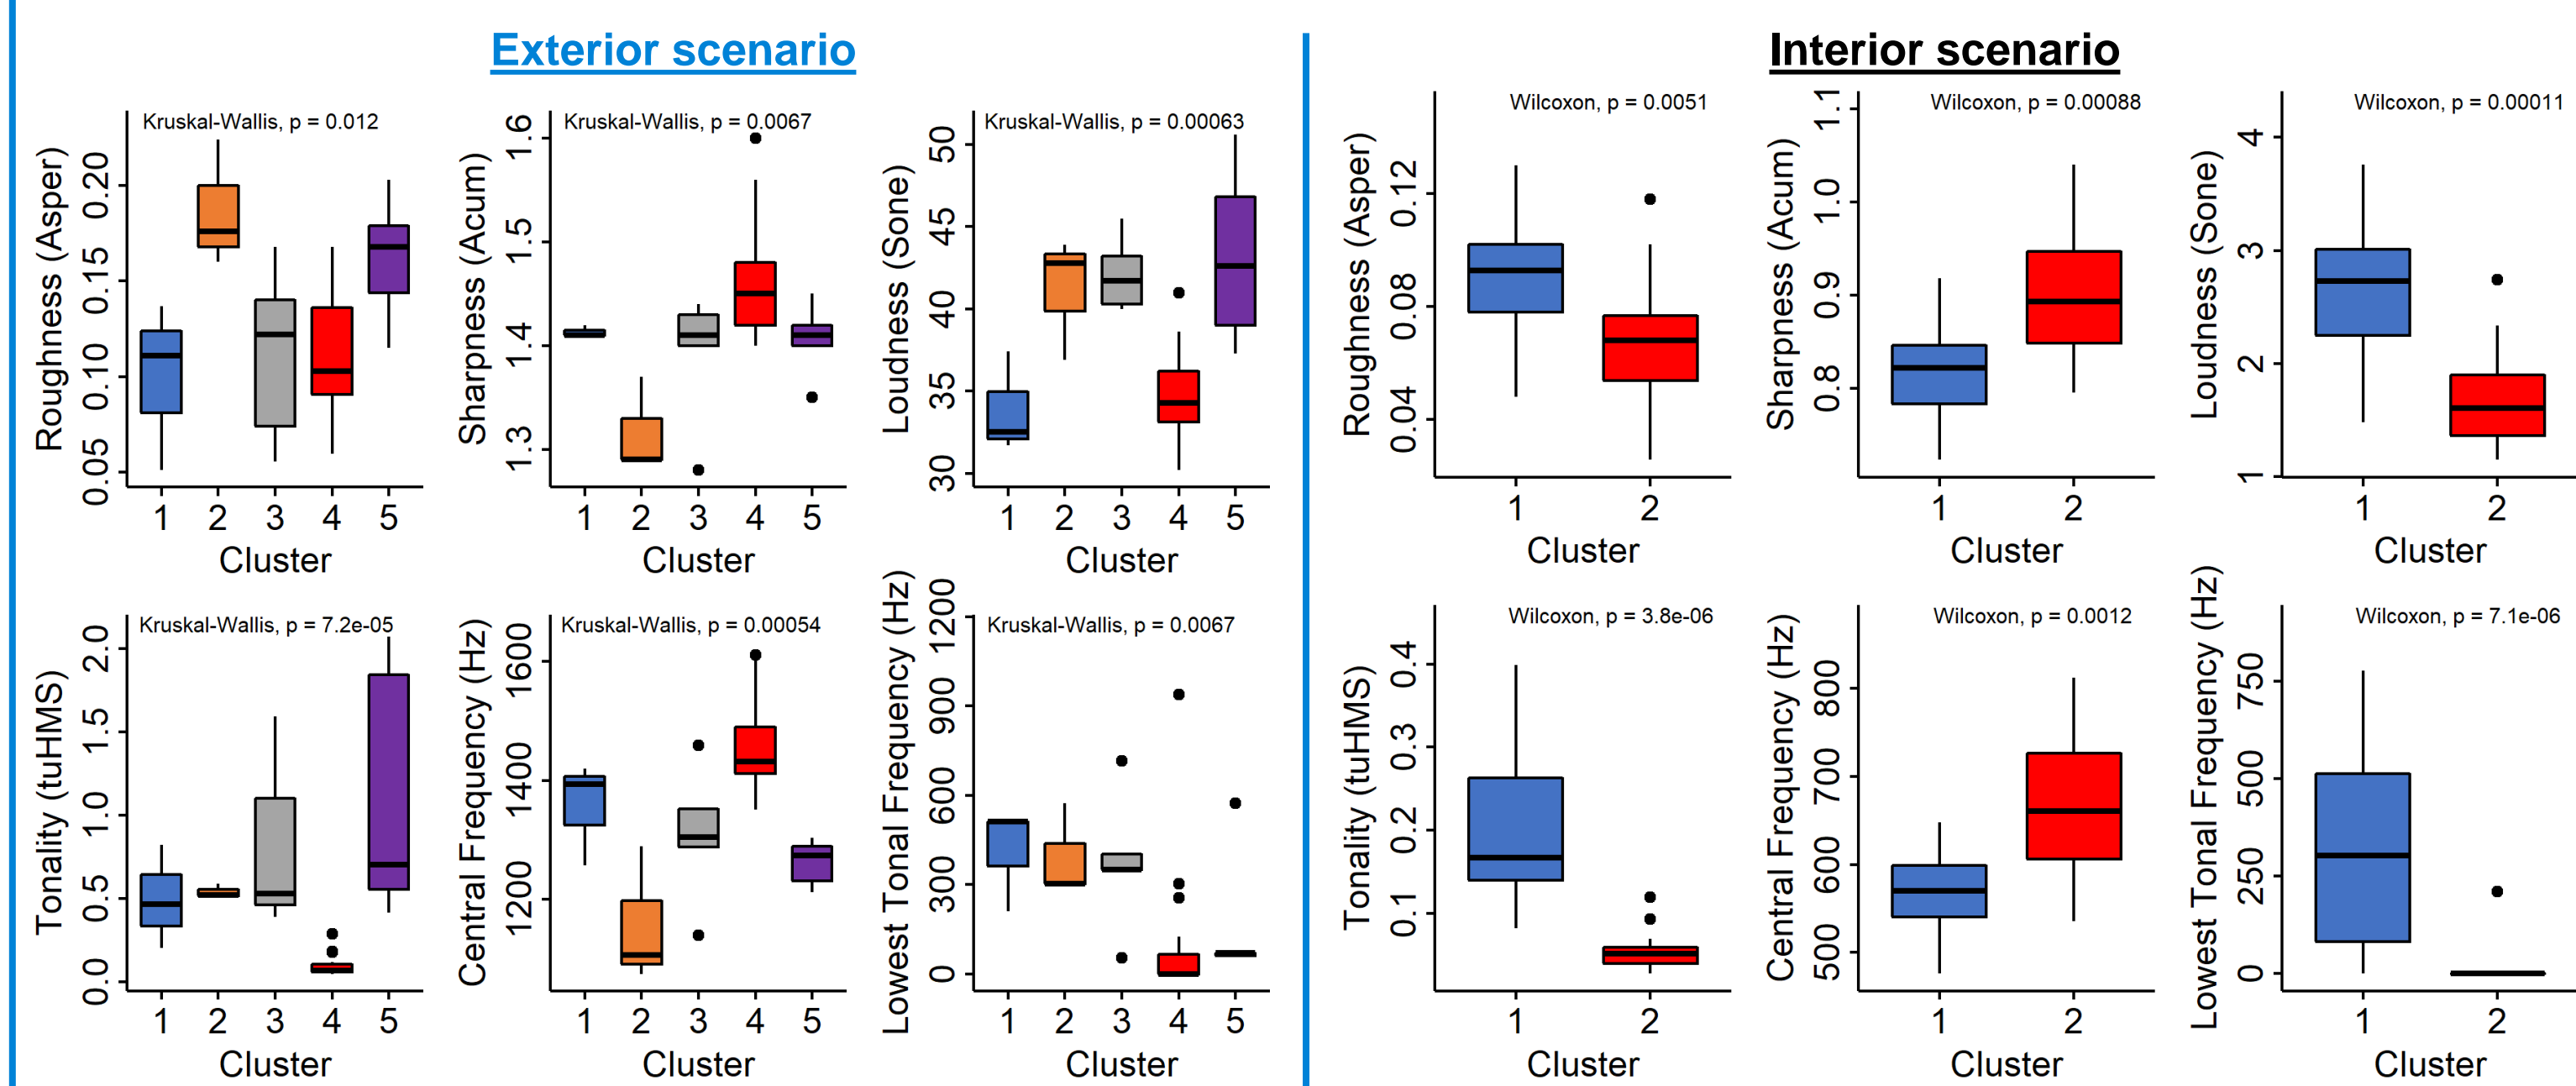 Exterior scenario
Interior scenario
Kruskal-Wallis, p = 0.012
Roughness (Asper)
0.20
0.15
0.10
0.05
1 2 3 4 5
Cluster
Kruskal-Wallis, p = 0.0067
Sharpness (Acum)
1.6
1.5
1.4
1.3
1 2 3 4 5
Cluster
Kruskal-Wallis, p = 0.00063
Loudness (Sone)
50
45
40
35
30
1 2 3 4 5
Cluster
Wilcoxon, p = 0.0051
Roughness (Asper)
0.12
0.08
0.04
1 2
Cluster
Wilcoxon, p = 0.00088
Sharpness (Acum)
1.1
1.0
0.9
0.8
1 2
Cluster
Wilcoxon, p = 0.00011
Loudness (Sone)
4
3
2
1
1 2
Cluster
Kruskal-Wallis, p = 7.2e-05
Tonality (tuHMS)
2.0
1.5
1.0
0.5
0.0
1 2 3 4 5
Cluster
Kruskal-Wallis, p = 0.00054
Central Frequency (Hz)
1600
1400
1200
1 2 3 4 5
Cluster
Kruskal-Wallis, p = 0.0067
Lowest Tonal Frequency (Hz)
1200
900
600
300
0
1 2 3 4 5
Cluster
Wilcoxon, p = 3.8e-06
Tonality (tuHMS)
0.4
0.3
0.2
0.1
1 2
Cluster
Wilcoxon, p = 0.0012
Central Frequency (Hz)
800
700
600
500
1 2
Cluster
Wilcoxon, p = 7.1e-06
Lowest Tonal Frequency (Hz)
750
500
250
0
1 2
Cluster